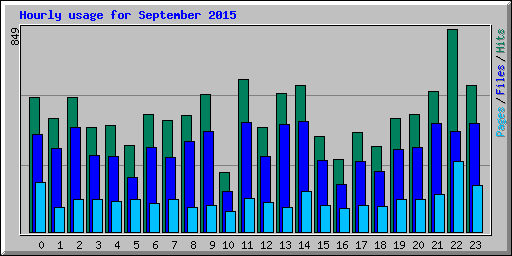 Hourly usage for September 2015
849
Pages/Files/Hits
0 1 2 3 4 5 6 7 8 9 10 11 12 13 14 15 16 17 18 19 20 21 22 23